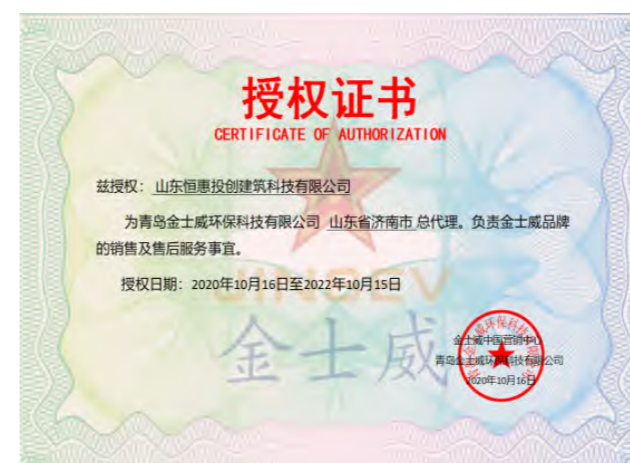 授权证书
CERTIFICATE OF AUTHORIZATION
兹授权：山东恒惠投创建筑科技有限公司
为青岛金士威环保科技有限公司 山东省济南市总代理。负责金士威品牌
的销售及售后服务事宜。
授权日期：2020年10月16日至2022年10月15日
JINSEV
金士威
金士威中国营销中心
青岛金士威环保科技有限公司
2020年10月16日